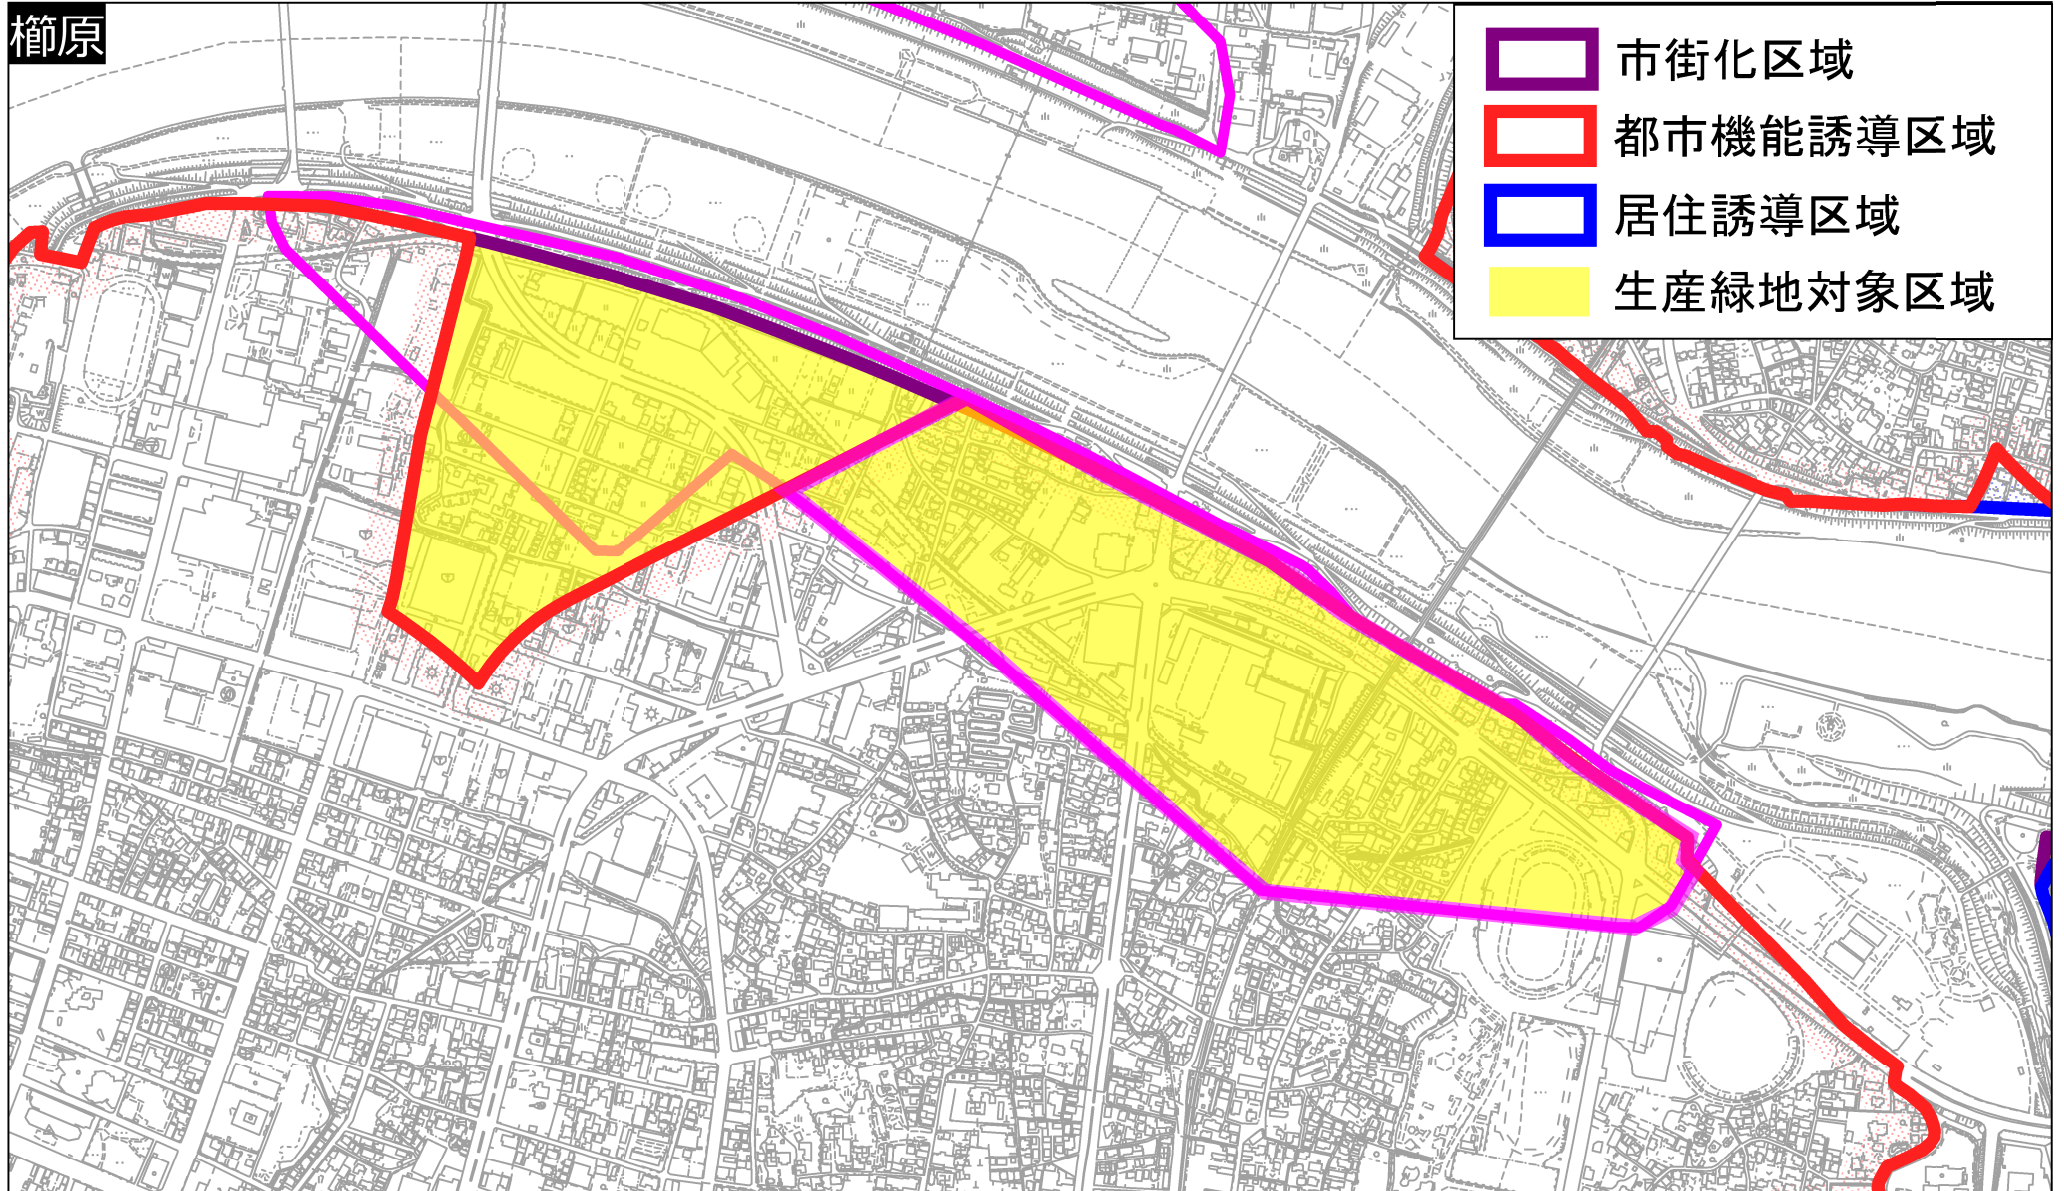 櫛原
市街化区域
都市機能誘導区域
居住誘導区域
生産緑地対象区域